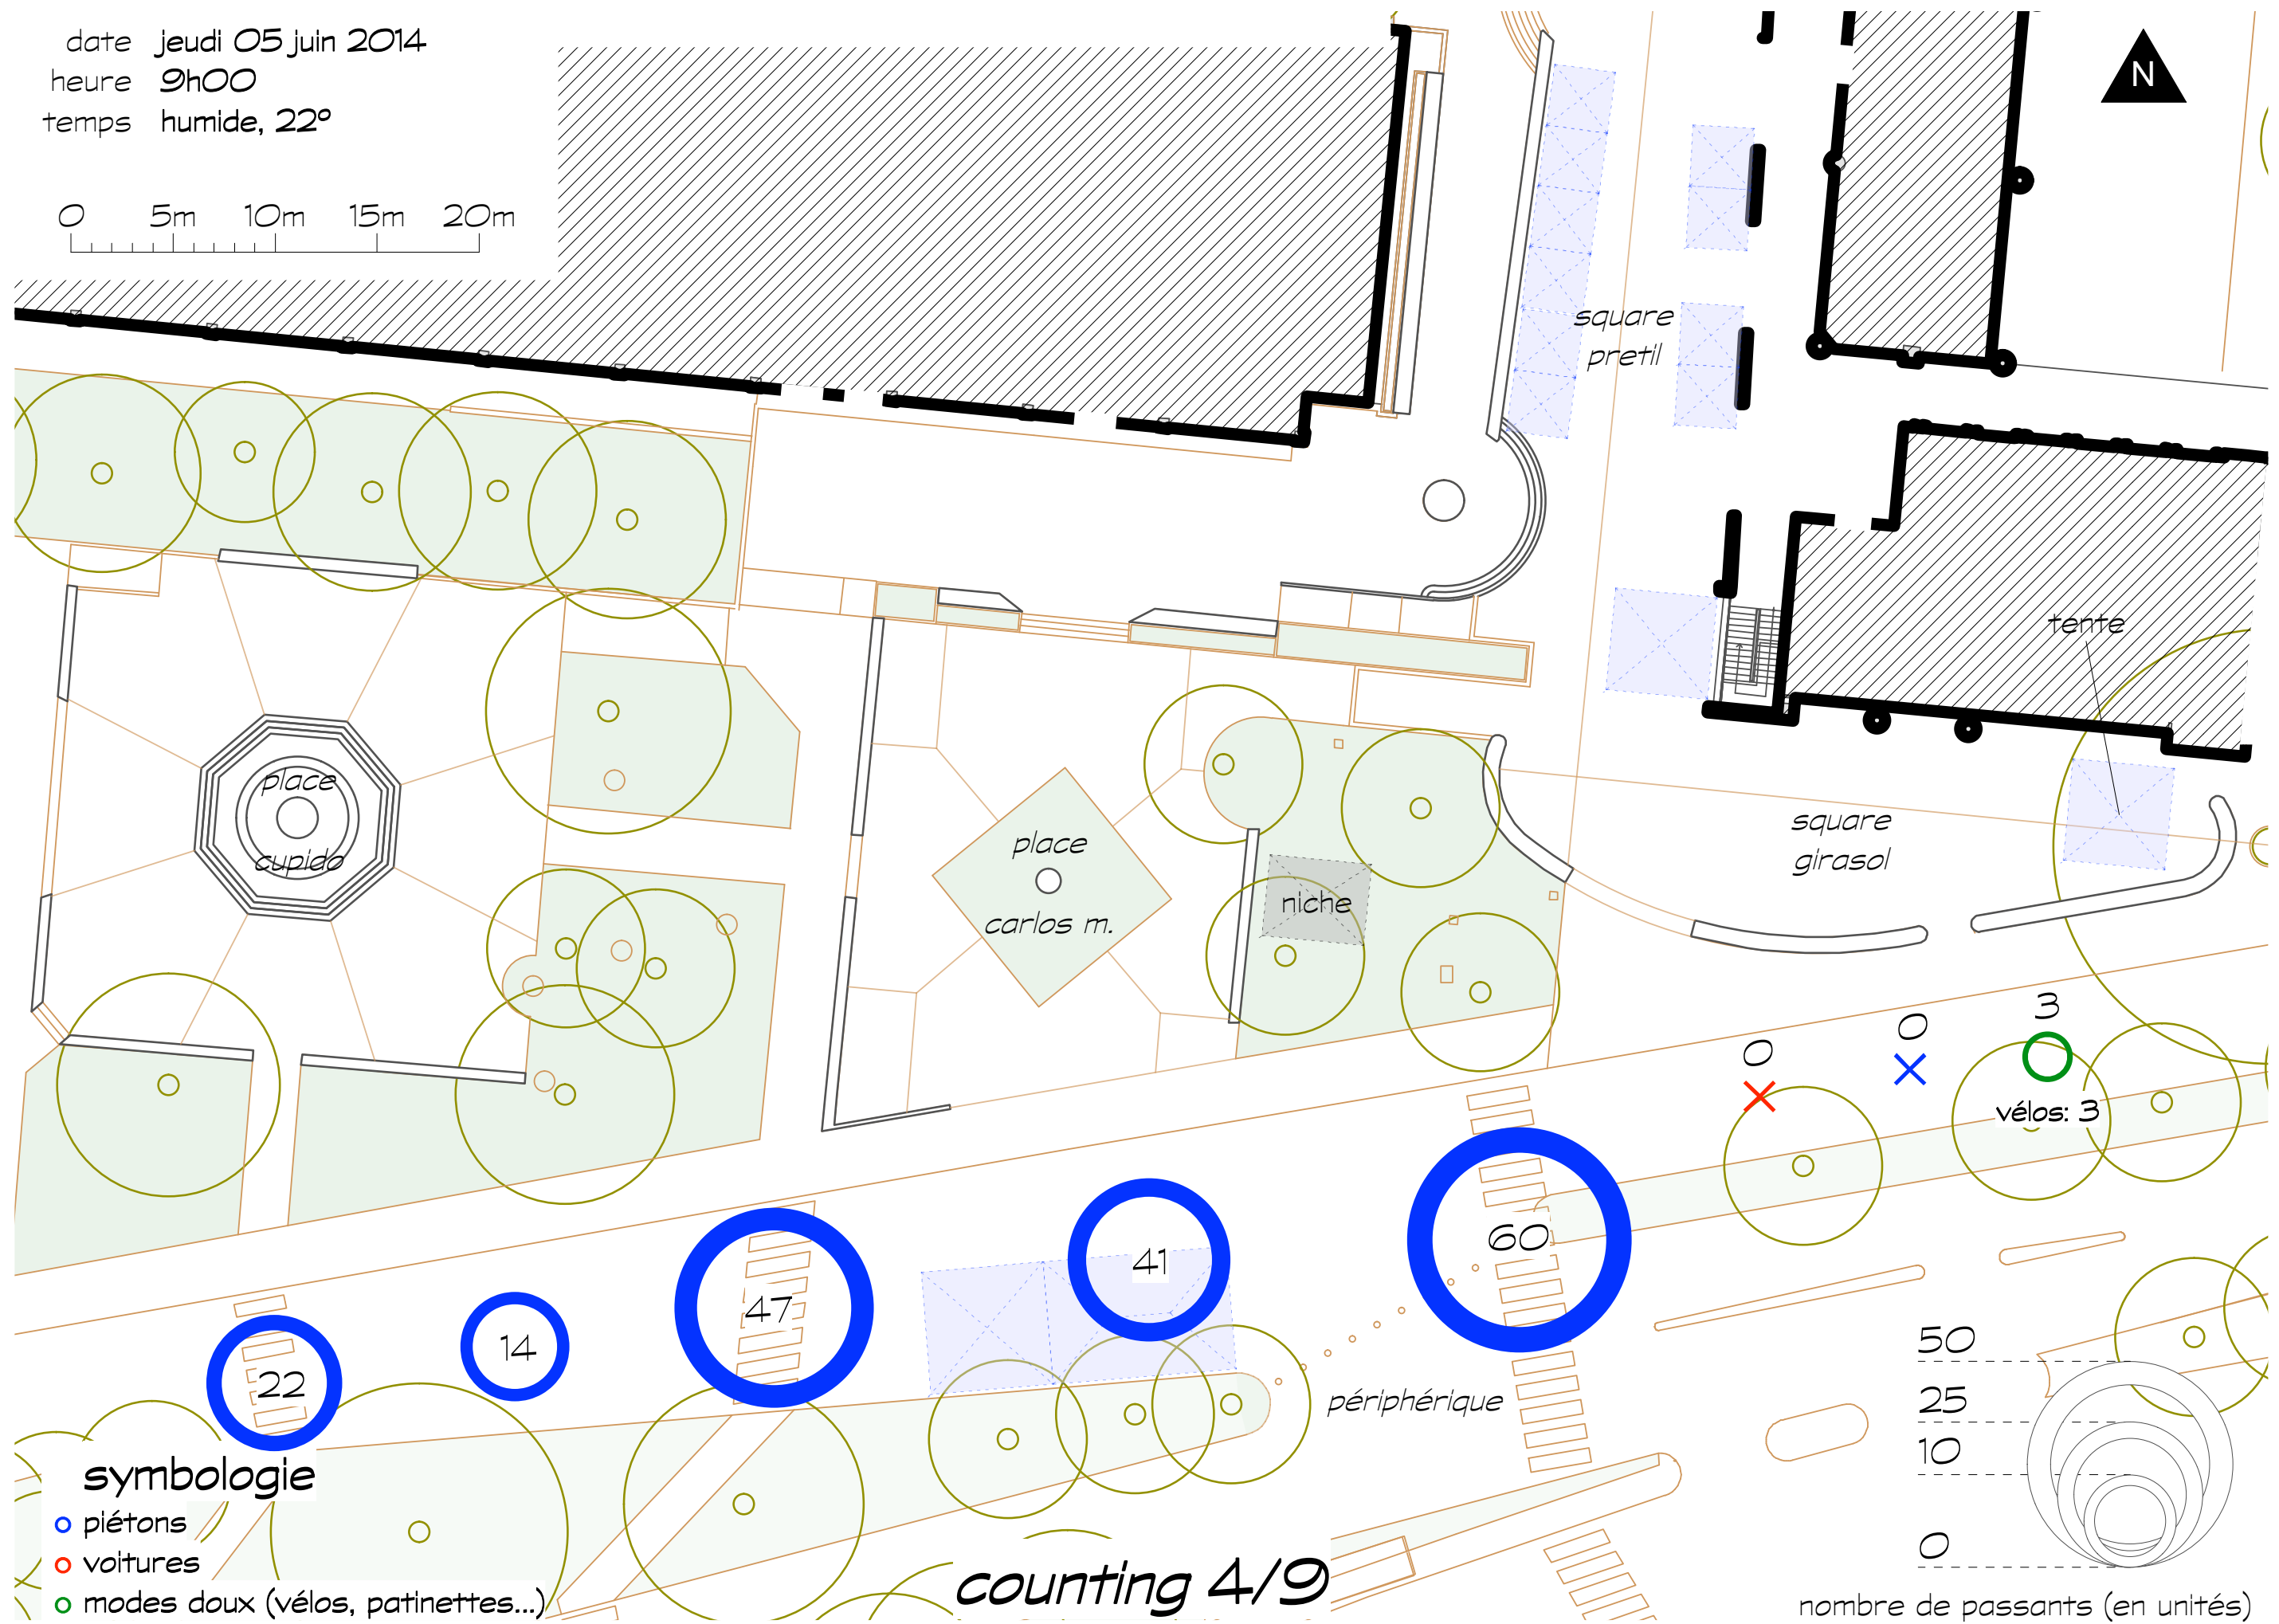 date jeudi 05 juin 2014
heure 9h00
temps humide, 22°
0 5m 10m 15m 20m
N
square
pretil
tente
place
cupido
place
carlos m.
niche
square
girasol
0
0
3
vélos: 3
60
41
47
14
22
périphérique
symbologie
piétons
voitures
modes doux (vélos, patinettes...)
counting 4/9
50
25
10
0
nombre de passants (en unités)